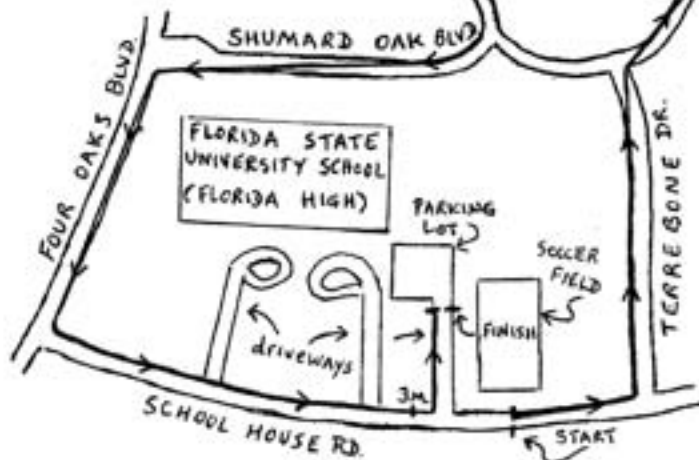 SHUMARD OAK BLVD
FOUR OAKS BLVD.
FLORIDA STATE
UNIVERSITY SCHOOL
(FLORIDA HIGH)
PARKING
LOT
SOCCER
FIELD
TERREBONE DR.
FINISH
driveways
3M
SCHOOL HOUSE RD.
START